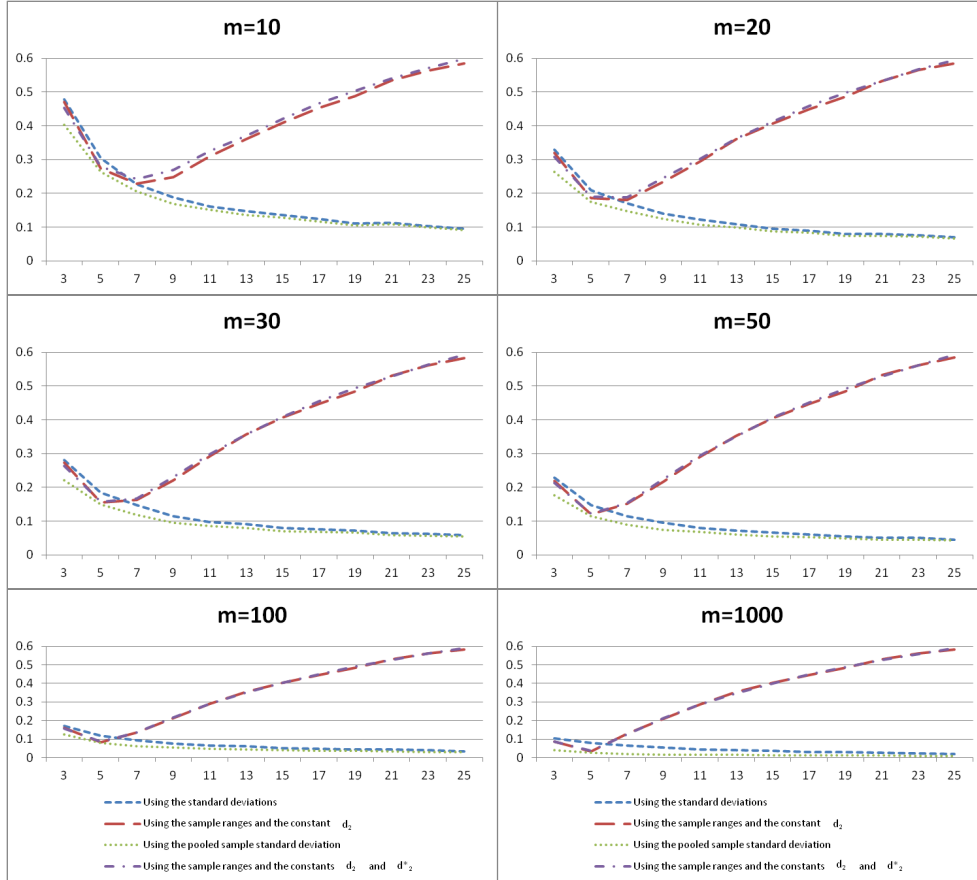 m=10
0.6
0.5
0.4
0.3
0.2
0.1
0
3 5 7 9 11 13 15 17 19 21 23 25
m=20
0.6
0.5
0.4
0.3
0.2
0.1
0
3 5 7 9 11 13 15 17 19 21 23 25
m=30
0.6
0.5
0.4
0.3
0.2
0.1
0
3 5 7 9 11 13 15 17 19 21 23 25
m=50
0.6
0.5
0.4
0.3
0.2
0.1
0
3 5 7 9 11 13 15 17 19 21 23 25
m=100
0.6
0.5
0.4
0.3
0.2
0.1
0
3 5 7 9 11 13 15 17 19 21 23 25
m=1000
0.6
0.5
0.4
0.3
0.2
0.1
0
3 5 7 9 11 13 15 17 19 21 23 25
Using the standard deviations
Using the sample ranges and the constant d₂
Using the pooled sample standard deviation
Using the sample ranges and the constants d₂ and d*₂
Using the standard deviations
Using the sample ranges and the constant d₂
Using the pooled sample standard deviation
Using the sample ranges and the constants d₂ and d*₂